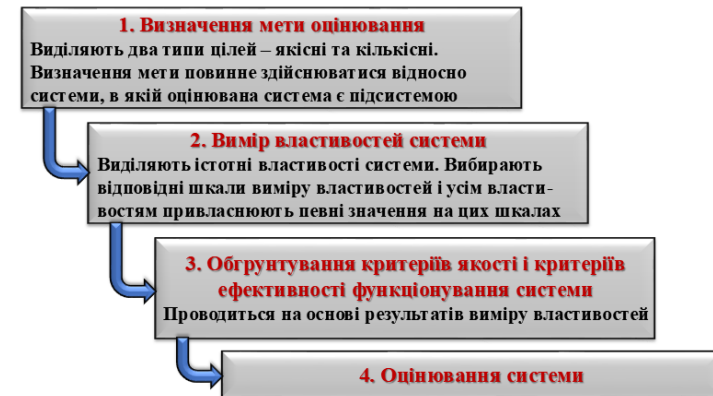 1. Визначення мети оцінювання
Виділяють два типи цілей – якісні та кількісні.
Визначення мети повинне здійснюватися відносно
системи, в якій оцінювана система є підсистемою
2. Вимір властивостей системи
Виділяють істотні властивості системи. Вибирають
відповідні шкали виміру властивостей і усім власти-
востям привласнюють певні значення на цих шкалах
3. Обгрунтування критеріїв якості і критеріїв
ефективності функціонування системи
Проводиться на основі результатів виміру властивостей
4. Оцінювання системи